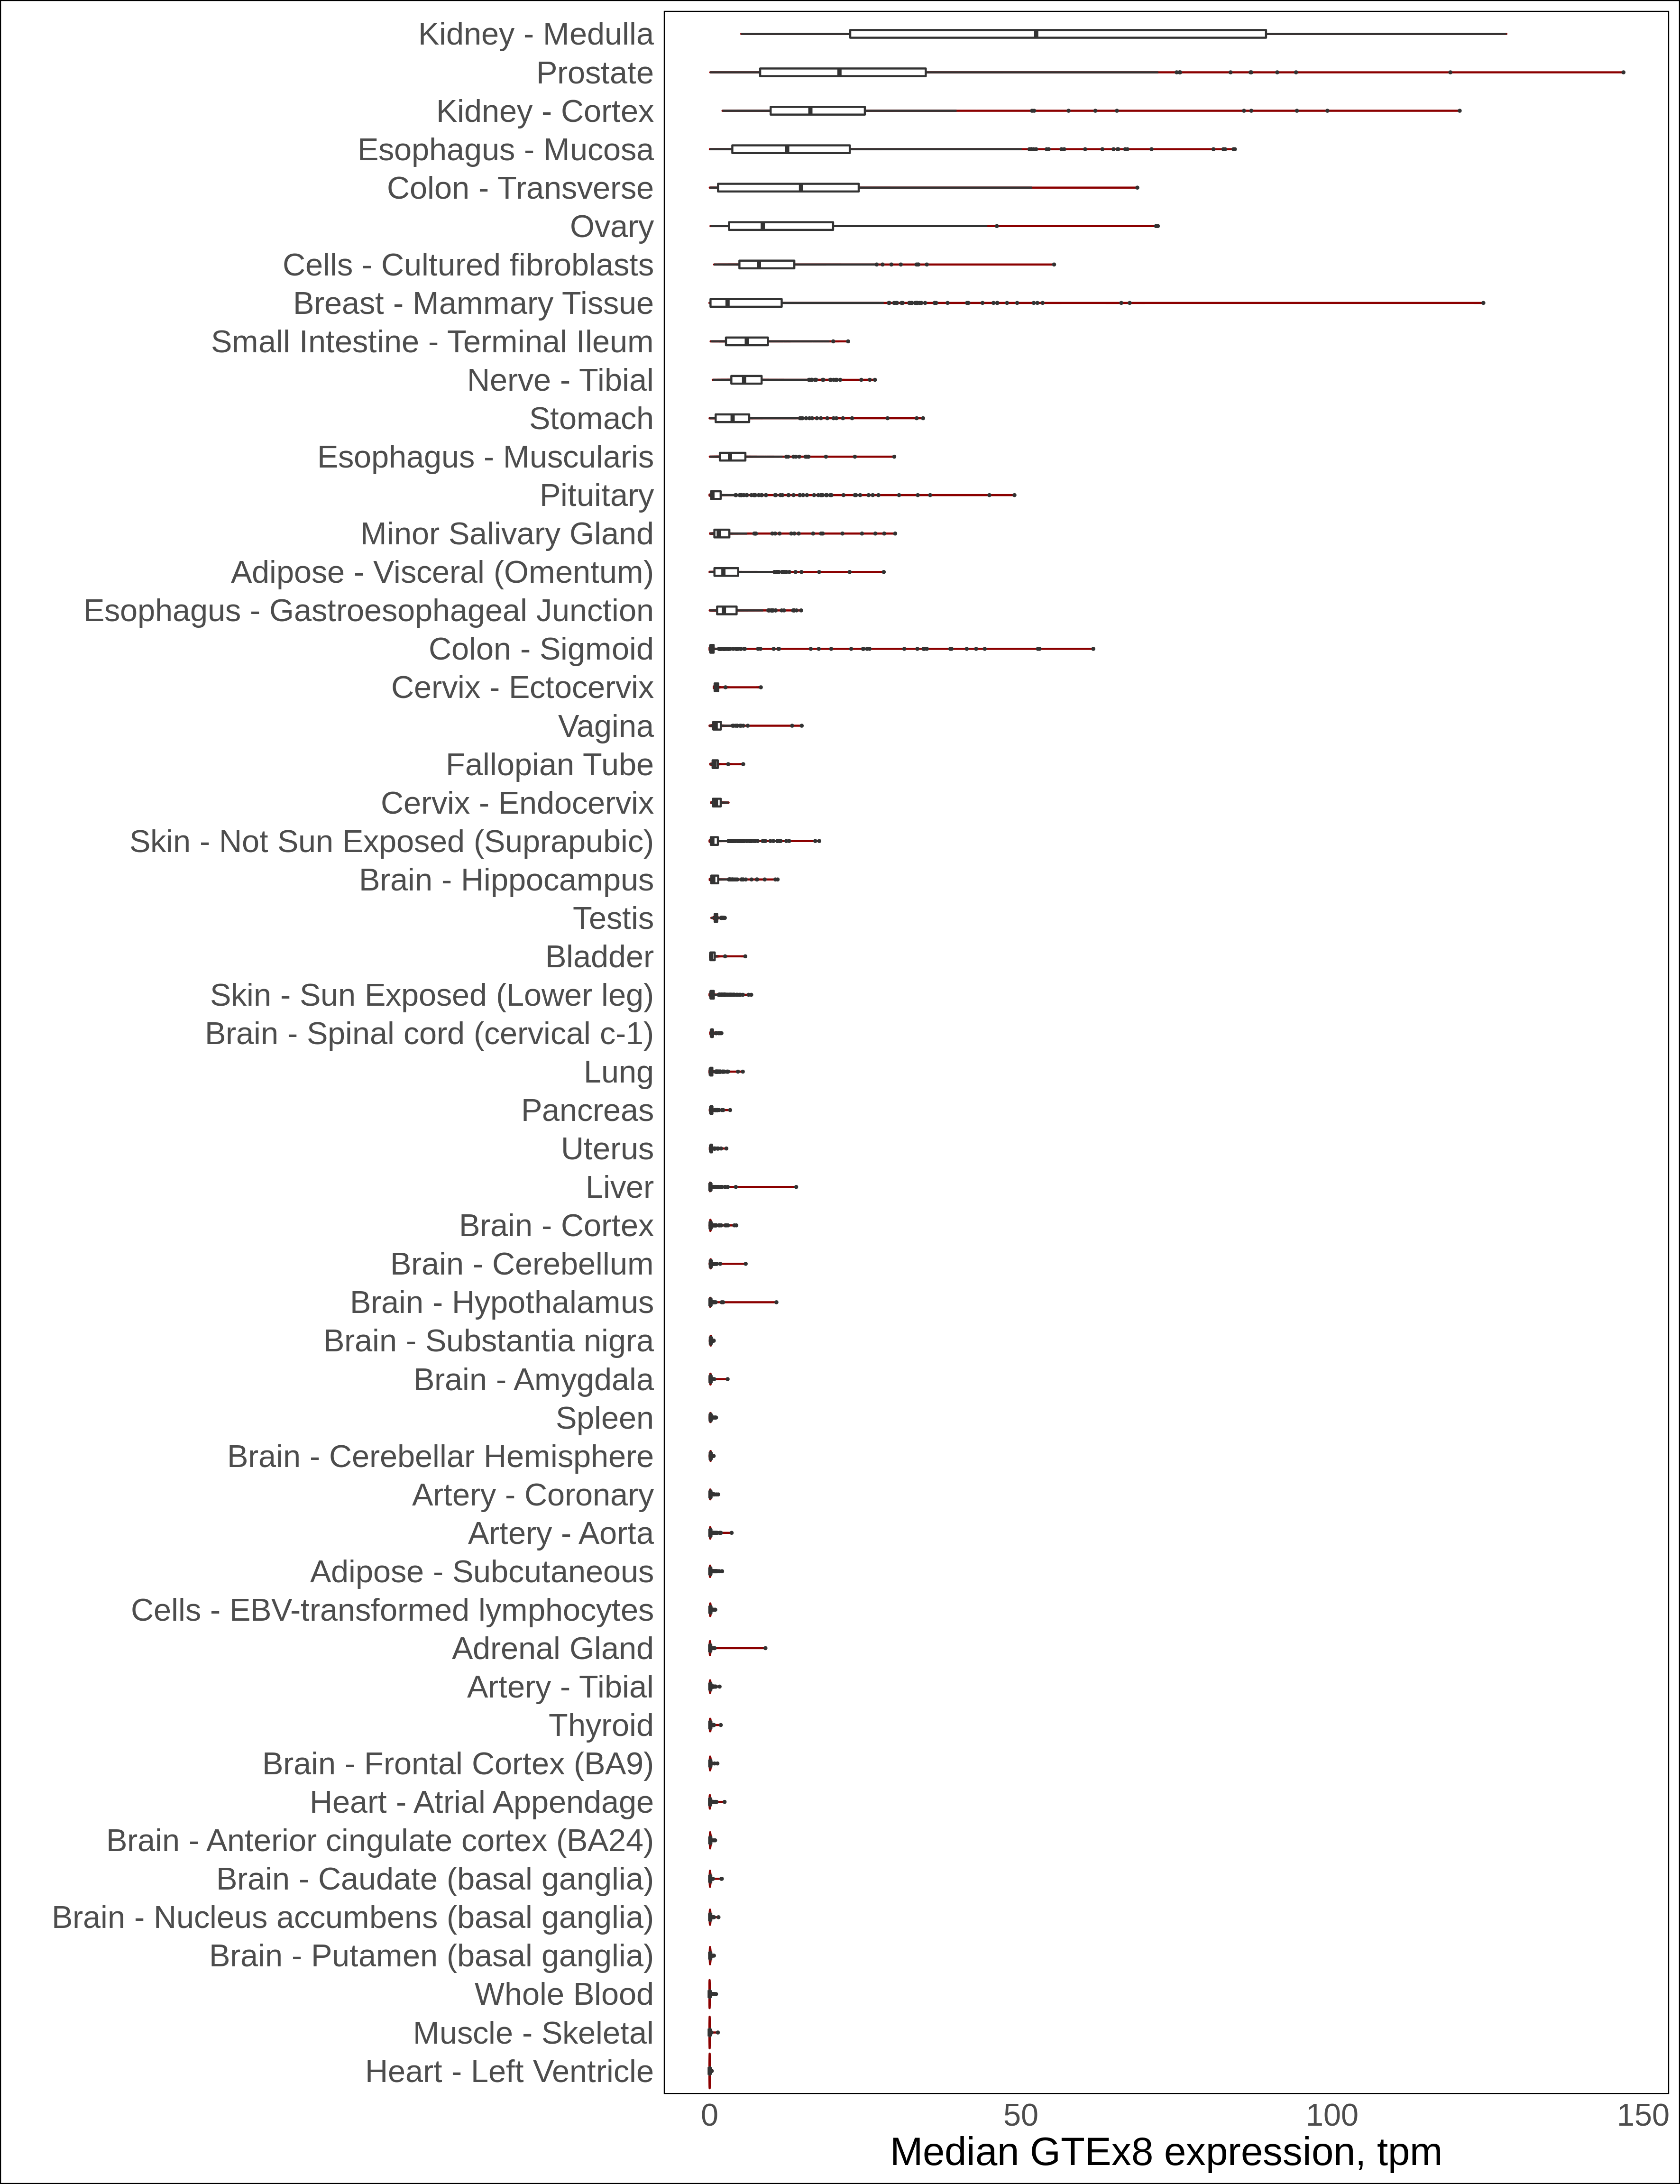 Kidney - Medulla
Prostate
Kidney - Cortex
Esophagus - Mucosa
Colon - Transverse
Ovary
Cells - Cultured fibroblasts
Breast - Mammary Tissue
Small Intestine - Terminal Ileum
Nerve - Tibial
Stomach
Esophagus - Muscularis
Pituitary
Minor Salivary Gland
Adipose - Visceral (Omentum)
Esophagus - Gastroesophageal Junction
Colon - Sigmoid
Cervix - Ectocervix
Vagina
Fallopian Tube
Cervix - Endocervix
Skin - Not Sun Exposed (Suprapubic)
Brain - Hippocampus
Testis
Bladder
Skin - Sun Exposed (Lower leg)
Brain - Spinal cord (cervical c-1)
Lung
Pancreas
Uterus
Liver
Brain - Cortex
Brain - Cerebellum
Brain - Hypothalamus
Brain - Substantia nigra
Brain - Amygdala
Spleen
Brain - Cerebellar Hemisphere
Artery - Coronary
Artery - Aorta
Adipose - Subcutaneous
Cells - EBV-transformed lymphocytes
Adrenal Gland
Artery - Tibial
Thyroid
Brain - Frontal Cortex (BA9)
Heart - Atrial Appendage
Brain - Anterior cingulate cortex (BA24)
Brain - Caudate (basal ganglia)
Brain - Nucleus accumbens (basal ganglia)
Brain - Putamen (basal ganglia)
Whole Blood
Muscle - Skeletal
Heart - Left Ventricle
0 50 100 150
Median GTEx8 expression, tpm